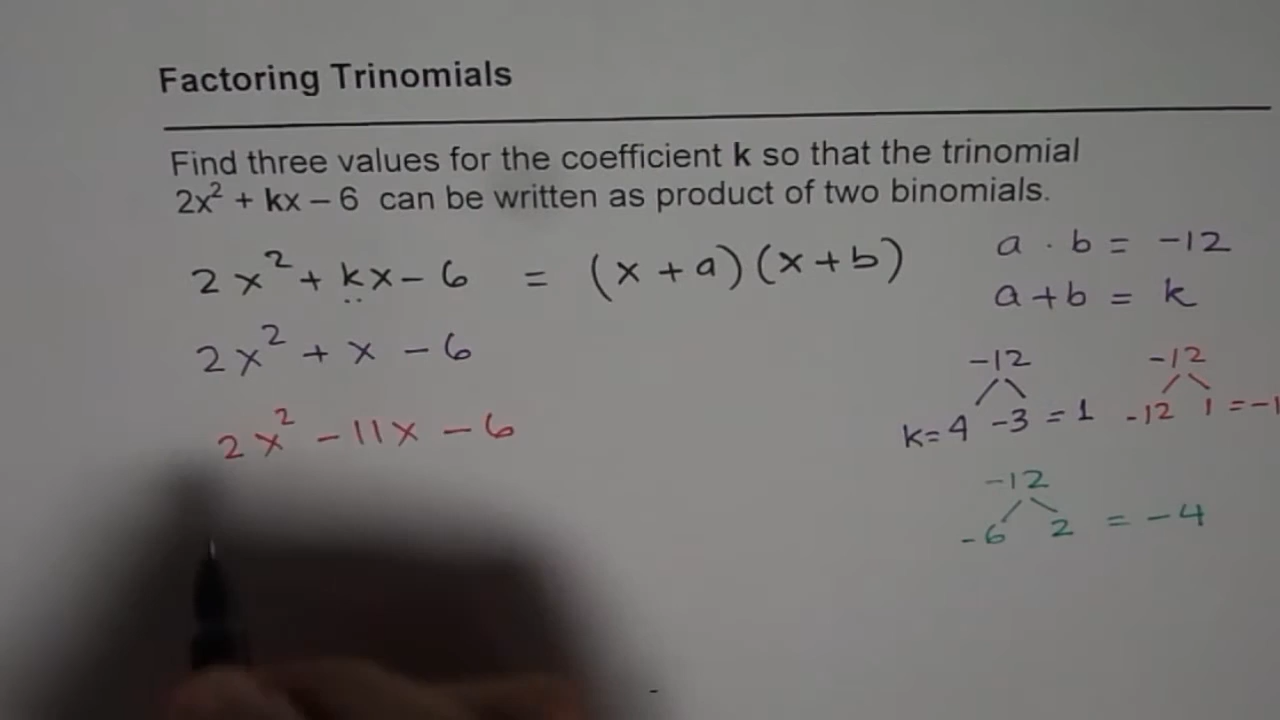 Factoring Trinomials
Find three values for the coefficient k so that the trinomial
2x² + kx – 6 can be written as product of two binomials.
2x² + kx – 6 = (x + a)(x + b)
a · b = -12
a + b = k
2x² + x – 6
-12
k = 4 -3 = 1
-12
-12 1 = -1
2x² – 11x – 6
-12
-6 2 = -4